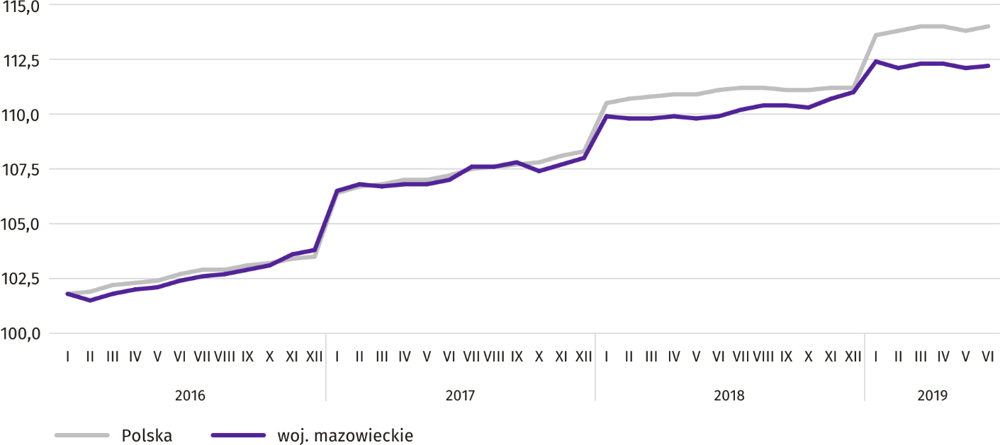 115,0
112,5
110,0
107,5
105,0
102,5
100,0
I II III IV V VI VII VIII IX X XI XII I II III IV V VI VII VIII IX X XI XII I II III IV V VI VII VIII IX X XI XII I II III IV V VI
2016 2017 2018 2019
Polska woj. mazowieckie